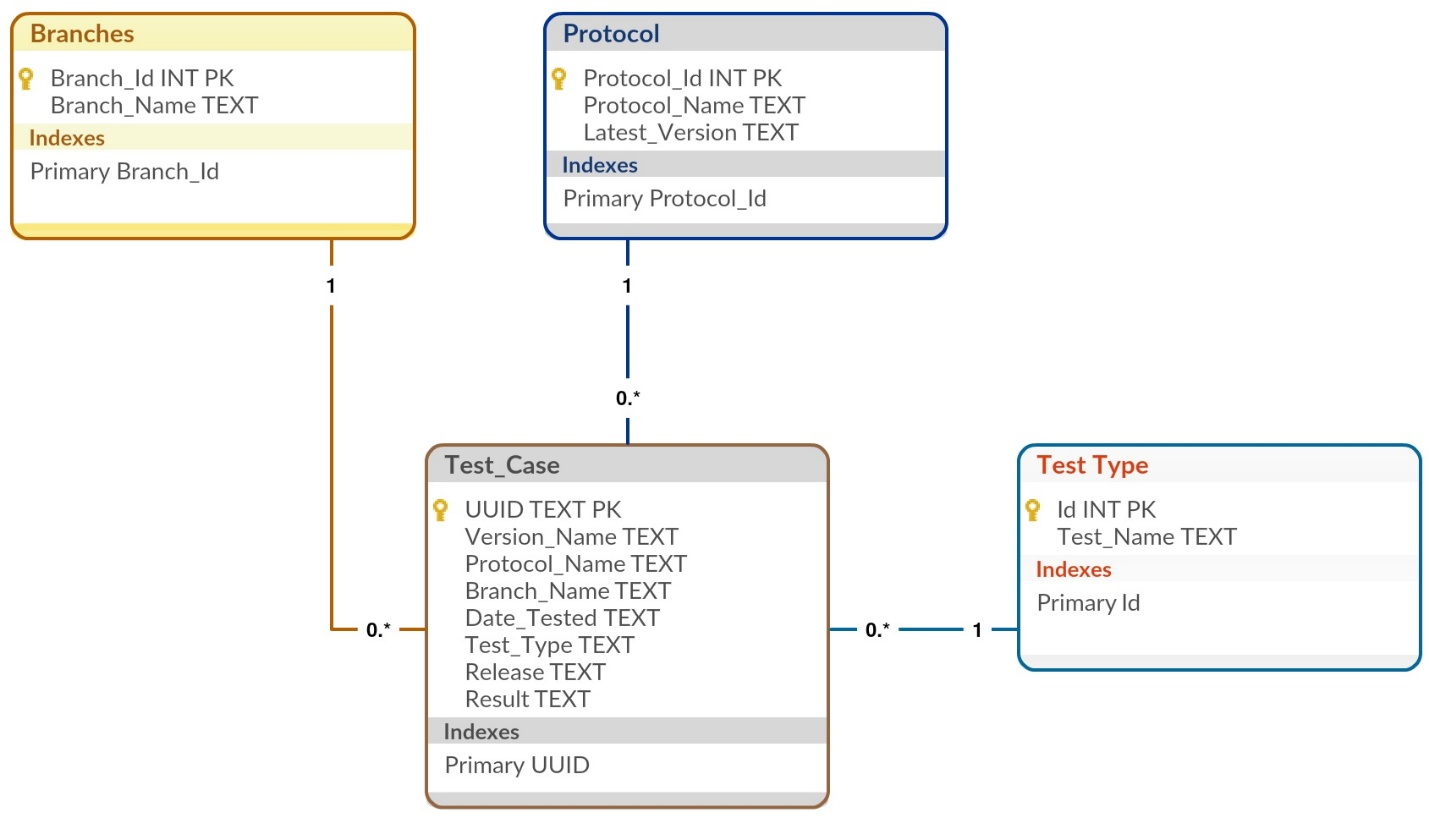 Branches
Branch_Id INT PK
Branch_Name TEXT
Indexes
Primary Branch_Id
Protocol
Protocol_Id INT PK
Protocol_Name TEXT
Latest_Version TEXT
Indexes
Primary Protocol_Id
1
1
0.*
Test_Case
UUID TEXT PK
Version_Name TEXT
Protocol_Name TEXT
Branch_Name TEXT
Date_Tested TEXT
Test_Type TEXT
Release TEXT
Result TEXT
Indexes
Primary UUID
0.*
0.*
1
Test Type
Id INT PK
Test_Name TEXT
Indexes
Primary Id